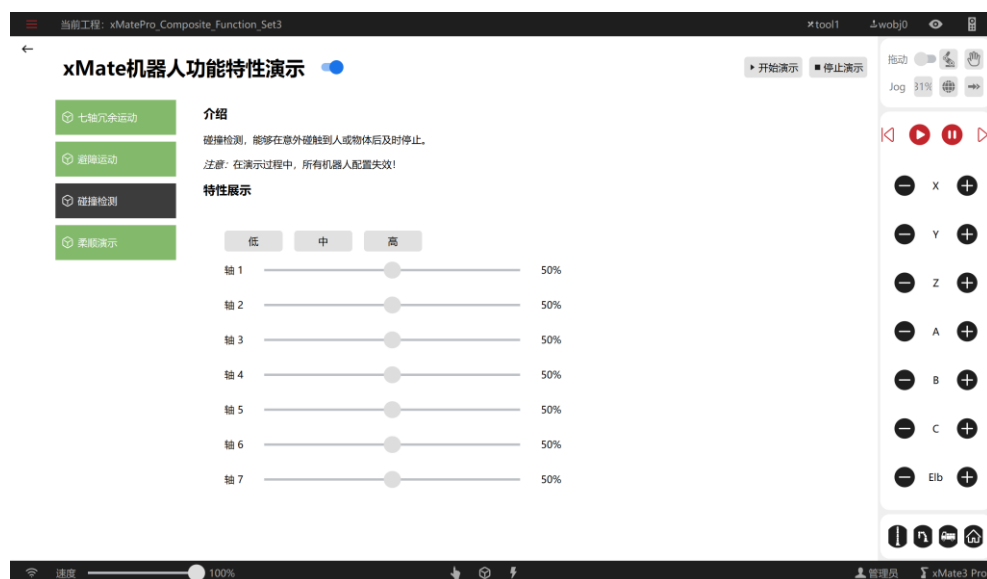 当前工程：xMatePro_Composite_Function_Set3 tool1 wobj0
xMate机器人功能特性演示 开始演示 停止演示
拖动
Jog 31%
七轴冗余运动
避障运动
碰撞检测
柔顺演示
介绍
碰撞检测，能够在意外碰触到人或物体后及时停止。
注意：在演示过程中，所有机器人配置失效！
特性展示
低 中 高
轴 1 50%
轴 2 50%
轴 3 50%
轴 4 50%
轴 5 50%
轴 6 50%
轴 7 50%
X
Y
Z
A
B
C
Elb
速度 100% 管理员 xMate3 Pro